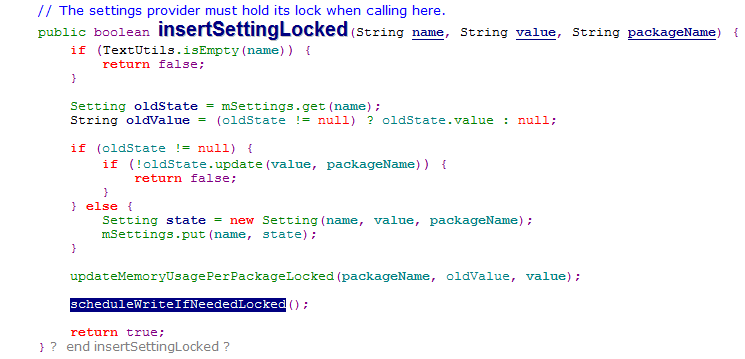 // The settings provider must hold its lock when calling here.
public boolean insertSettingLocked(String name, String value, String packageName) {
if (TextUtils.isEmpty(name)) {
return false;
}
Setting oldState = mSettings.get(name);
String oldValue = (oldState != null) ? oldState.value : null;
if (oldState != null) {
if (!oldState.update(value, packageName)) {
return false;
}
} else {
Setting state = new Setting(name, value, packageName);
mSettings.put(name, state);
}
updateMemoryUsagePerPackageLocked(packageName, oldValue, value);
scheduleWriteIfNeededLocked();
return true;
} ? end insertSettingLocked ?